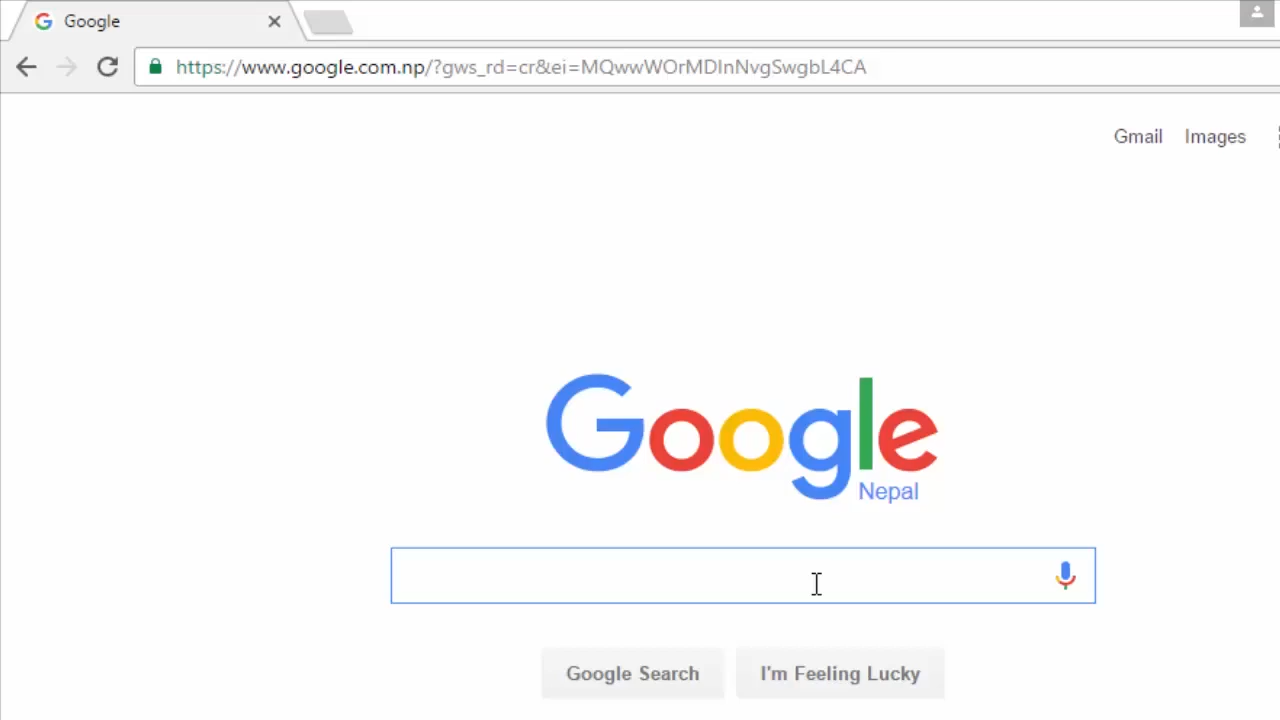 Google
https://www.google.com.np/?gws_rd=cr&ei=MQwwWOrMDInNvgSwgbL4CA
Gmail Images
Google
Nepal
Google Search I'm Feeling Lucky